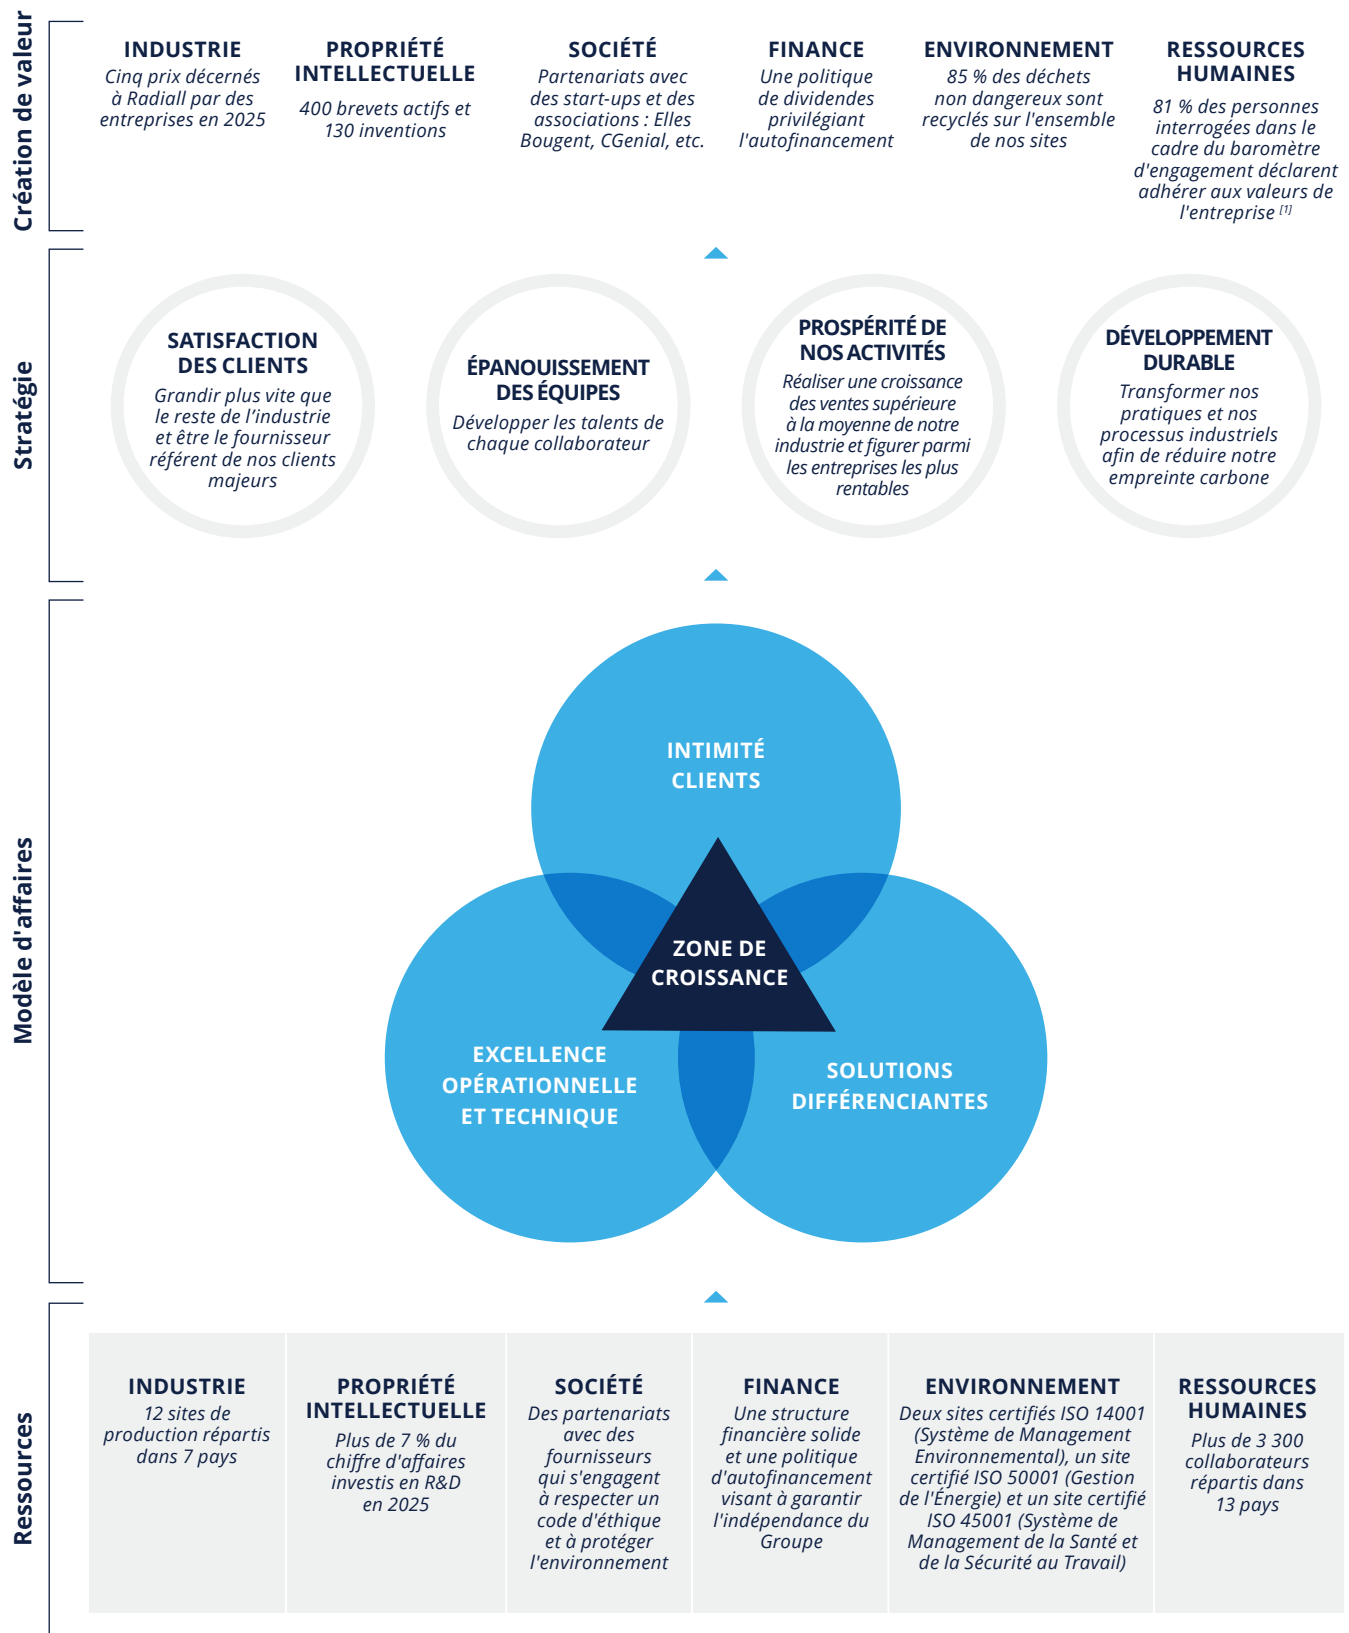 Création de valeur
INDUSTRIE
Cinq prix décernés
à Radiall par des
entreprises en 2025
PROPRIÉTÉ
INTELLECTUELLE
400 brevets actifs et
130 inventions
SOCIÉTÉ
Partenariats avec
des start-ups et des
associations : Elles
Bougent, CGenial, etc.
FINANCE
Une politique
de dividendes
privilégiant
l'autofinancement
ENVIRONNEMENT
85 % des déchets
non dangereux sont
recyclés sur l'ensemble
de nos sites
RESSOURCES
HUMAINES
81 % des personnes
interrogées dans le
cadre du baromètre
d'engagement déclarent
adhérer aux valeurs de
l'entreprise [1]
Stratégie
SATISFACTION
DES CLIENTS
Grandir plus vite que
le reste de l’industrie
et être le fournisseur
référent de nos clients
majeurs
ÉPANOUISSEMENT
DES ÉQUIPES
Développer les talents de
chaque collaborateur
PROSPÉRITÉ DE
NOS ACTIVITÉS
Réaliser une croissance
des ventes supérieure
à la moyenne de notre
industrie et figurer parmi
les entreprises les plus
rentables
DÉVELOPPEMENT
DURABLE
Transformer nos
pratiques et nos
processus industriels
afin de réduire notre
empreinte carbone
Modèle d'affaires
INTIMITÉ
CLIENTS
ZONE DE
CROISSANCE
EXCELLENCE
OPÉRATIONNELLE
ET TECHNIQUE
SOLUTIONS
DIFFÉRENCIANTES
Ressources
INDUSTRIE
12 sites de
production répartis
dans 7 pays
PROPRIÉTÉ
INTELLECTUELLE
Plus de 7 % du
chiffre d'affaires
investis en R&D
en 2025
SOCIÉTÉ
Des partenariats
avec des
fournisseurs
qui s'engagent
à respecter un
code d'éthique
et à protéger
l'environnement
FINANCE
Une structure
financière solide
et une politique
d'autofinancement
visant à garantir
l'indépendance du
Groupe
ENVIRONNEMENT
Deux sites certifiés ISO 14001
(Système de Management
Environnemental), un site
certifié ISO 50001 (Gestion
de l'Énergie) et un site certifié
ISO 45001 (Système de
Management de la Santé et
de la Sécurité au Travail)
RESSOURCES
HUMAINES
Plus de 3 300
collaborateurs
répartis dans
13 pays